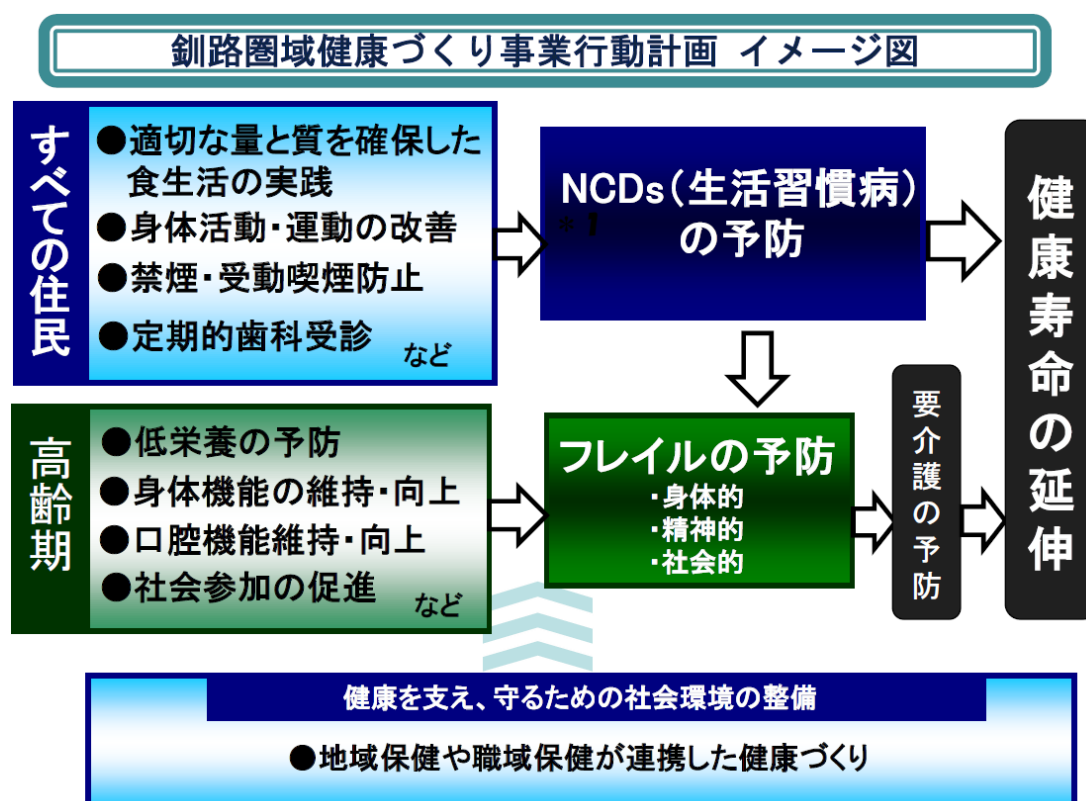 釧路圏域健康づくり事業行動計画 イメージ図
すべての住民
●適切な量と質を確保した
食生活の実践
●身体活動・運動の改善
●禁煙・受動喫煙防止
●定期的歯科受診
など
NCDs(生活習慣病)
*1
の予防
健康寿命の延伸
高齢期
●低栄養の予防
●身体機能の維持・向上
●口腔機能維持・向上
●社会参加の促進
など
フレイルの予防
・身体的
・精神的
・社会的
要介護の予防
健康を支え、守るための社会環境の整備
●地域保健や職域保健が連携した健康づくり